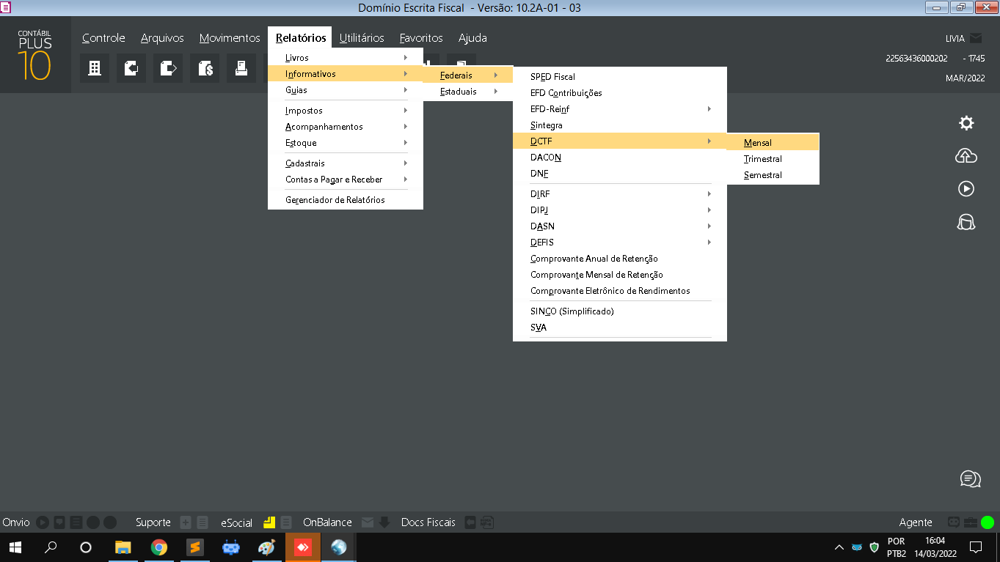 Domínio Escrita Fiscal - Versão: 10.2A-01 - 03
CONTÁBIL
PLUS
10
Controle Arquivos Movimentos Relatórios Utilitários Favoritos Ajuda
LIVIA
22563436000202 - 1745
MAR/2022
Livros
Informativos
Guias
Impostos
Acompanhamentos
Estoque
Cadastrais
Contas a Pagar e Receber
Gerenciador de Relatórios
Federais
Estaduais
SPED Fiscal
EFD Contribuições
EFD-Reinf
Sintegra
DCTF
DACON
DNF
DIRF
DIPJ
DASN
DEFIS
Comprovante Anual de Retenção
Comprovante Mensal de Retenção
Comprovante Eletrônico de Rendimentos
SINCO (Simplificado)
SVA
Mensal
Trimestral
Semestral
Onvio Suporte eSocial OnBalance Docs Fiscais Agente
POR
PTB2
16:04
14/03/2022